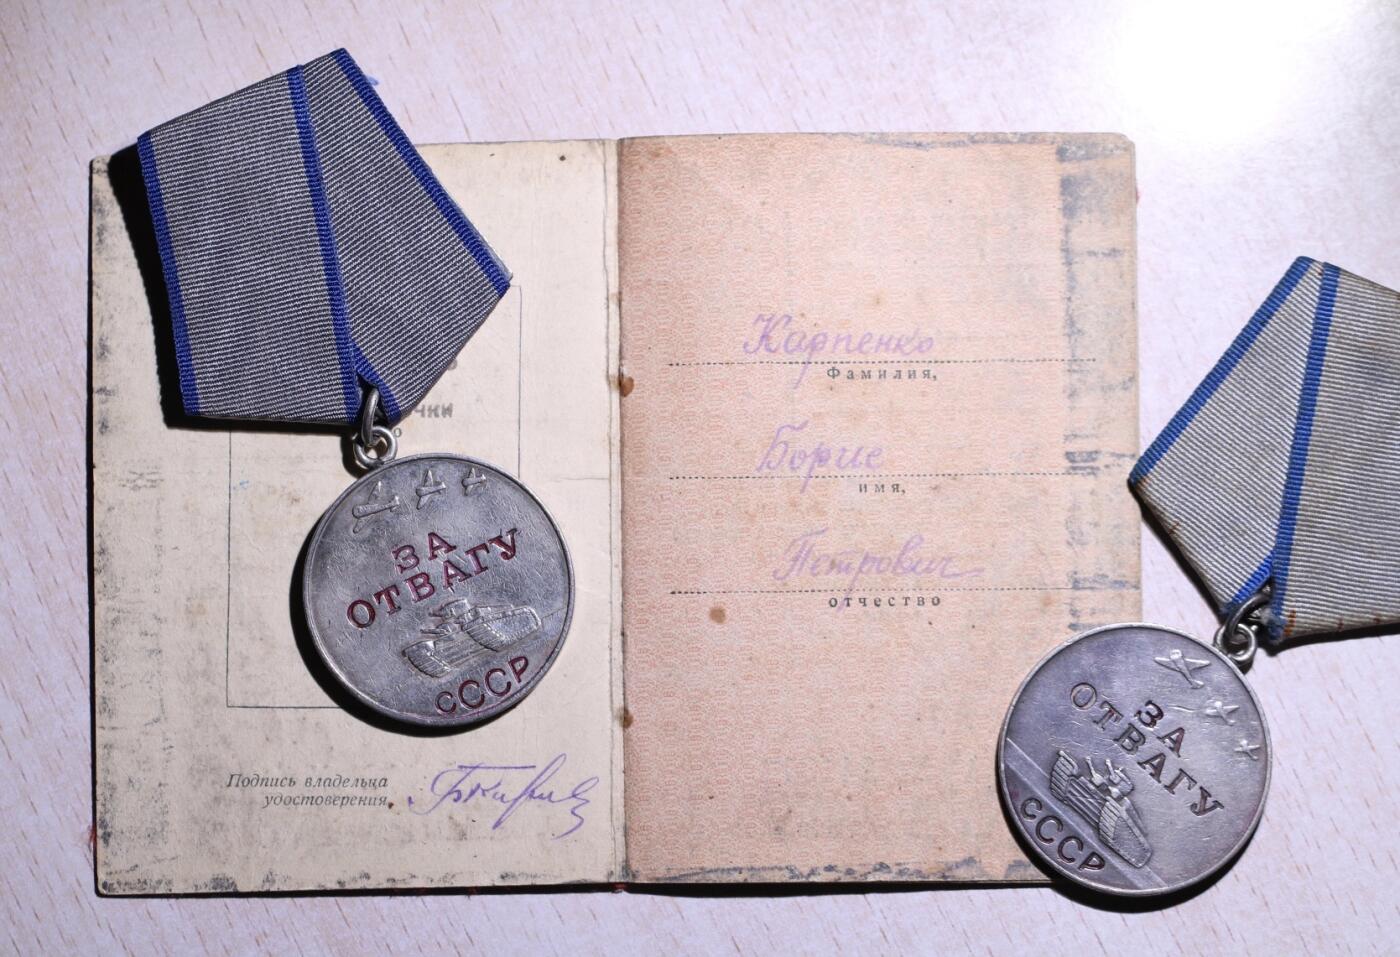 ЗА
ОТВАГУ
СССР
Подпись владельца
удостоверения,
Карпенко
Фамилия,
Борис
имя,
Петрович
отчество
ЗА
ОТВАГУ
СССР